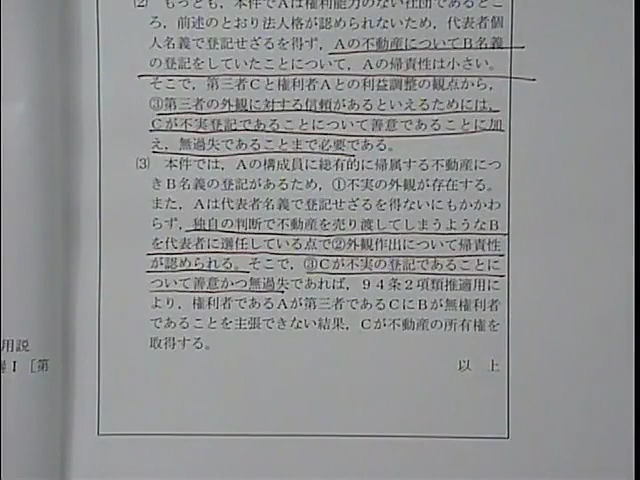 ⑵ もっとも，本件でAは権利能力のない社団であるとこ
ろ，前述のとおり法人格が認められないため，代表者個
人名義で登記せざるを得ず，Aの不動産についてB名義
の登記をしていたことについて，Aの帰責性は小さい。
そこで，第三者Cと権利者Aとの利益調整の観点から，
③第三者の外観に対する信頼があるといえるためには，
Cが不実登記であることについて善意であることに加
え，無過失であることまで必要である。
⑶ 本件では，Aの構成員に総有的に帰属する不動産につ
きB名義の登記があるため，①不実の外観が存在する。
また，Aは代表者名義で登記せざるを得ないにもかかわ
らず，独自の判断で不動産を売り渡してしまうようなB
を代表者に選任している点で②外観作出について帰責性
が認められる。そこで，③Cが不実の登記であることに
ついて善意かつ無過失であれば，94条2項類推適用に
より，権利者であるAが第三者であるCにBが無権利者
であることを主張できない結果，Cが不動産の所有権を
取得する。
以 上
用説
Ⅰ［第